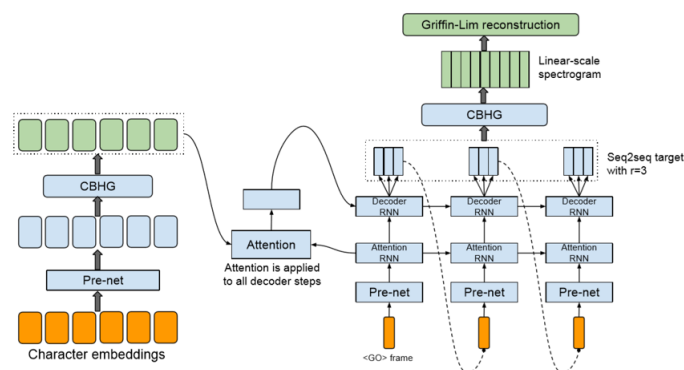 Griffin-Lim reconstruction
Linear-scale
spectrogram
CBHG
Seq2seq target
with r=3
CBHG
Decoder
RNN
Decoder
RNN
Decoder
RNN
Attention
Attention is applied
to all decoder steps
Attention
RNN
Attention
RNN
Attention
RNN
Pre-net
Pre-net
Pre-net
Pre-net
Character embeddings
<GO> frame